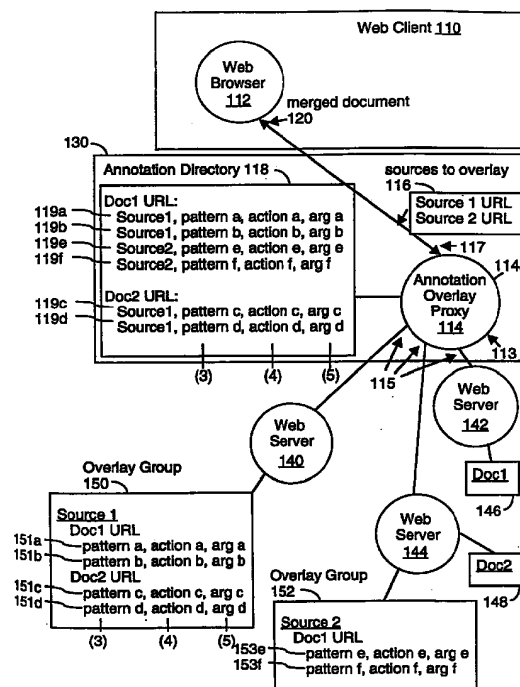 Web Client 110
Web
Browser
112
merged document
120
130
Annotation Directory 118
sources to overlay
116
Source 1 URL
Source 2 URL
117
Doc1 URL:
119a Source1, pattern a, action a, arg a
119b Source1, pattern b, action b, arg b
119e Source2, pattern e, action e, arg e
119f Source2, pattern f, action f, arg f
Doc2 URL:
119c Source1, pattern c, action c, arg c
119d Source1, pattern d, action d, arg d
(3) (4) (5)
114
Annotation
Overlay
Proxy
114
113
115
Web
Server
140
Web
Server
142
Doc1
146
Overlay Group
150
Source 1
Doc1 URL
151a pattern a, action a, arg a
151b pattern b, action b, arg b
Doc2 URL
151c pattern c, action c, arg c
151d pattern d, action d, arg d
(3) (4) (5)
Web
Server
144
Doc2
148
Overlay Group
152
Source 2
Doc1 URL
153e pattern e, action e, arg e
153f pattern f, action f, arg f